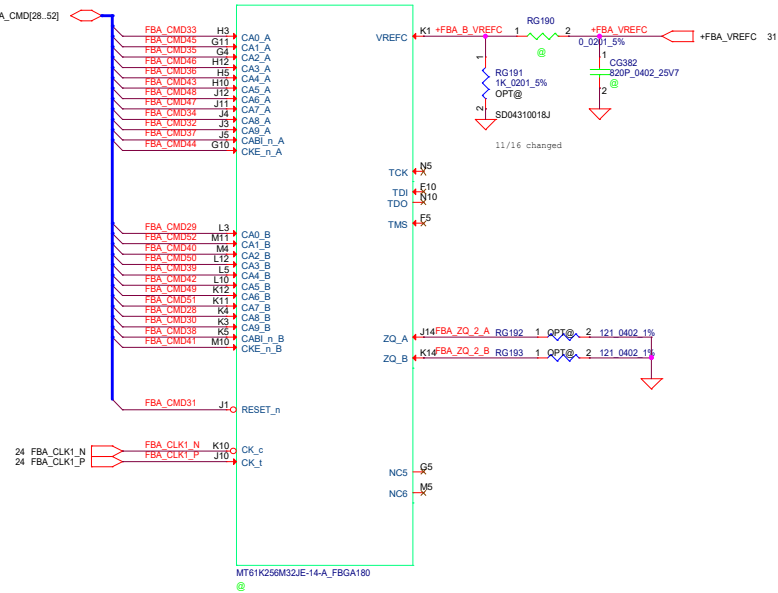 A_CMD[28..52]
FBA_CMD33 H3 CA0_A
FBA_CMD45 G11 CA1_A
FBA_CMD35 G4 CA2_A
FBA_CMD46 H12 CA3_A
FBA_CMD36 H5 CA4_A
FBA_CMD43 H10 CA5_A
FBA_CMD48 J12 CA6_A
FBA_CMD47 J11 CA7_A
FBA_CMD34 J4 CA8_A
FBA_CMD32 J3 CA9_A
FBA_CMD37 J5 CABI_n_A
FBA_CMD44 G10 CKE_n_A
FBA_CMD29 L3 CA0_B
FBA_CMD52 M11 CA1_B
FBA_CMD40 M4 CA2_B
FBA_CMD50 L12 CA3_B
FBA_CMD39 L5 CA4_B
FBA_CMD42 L10 CA5_B
FBA_CMD49 K12 CA6_B
FBA_CMD51 K11 CA7_B
FBA_CMD28 K4 CA8_B
FBA_CMD30 K3 CA9_B
FBA_CMD38 K5 CABI_n_B
FBA_CMD41 M10 CKE_n_B
FBA_CMD31 J1 RESET_n
24 FBA_CLK1_N FBA_CLK1_N K10 CK_c
24 FBA_CLK1_P FBA_CLK1_P J10 CK_t
VREFC K1 +FBA_B_VREFC 1 RG190 2 +FBA_VREFC +FBA_VREFC 31
0_0201_5%
@
1 RG191
1K_0201_5%
OPT@
2
SD04310018J
1
CG382
820P_0402_25V7
2 @
11/16 changed
TCK N5
TDI F10
TDO N10
TMS F5
ZQ_A J14 FBA_ZQ_2_A RG192 1 OPT@ 2 121_0402_1%
ZQ_B K14 FBA_ZQ_2_B RG193 1 OPT@ 2 121_0402_1%
NC5 G5
NC6 M5
MT61K256M32JE-14-A_FBGA180
@